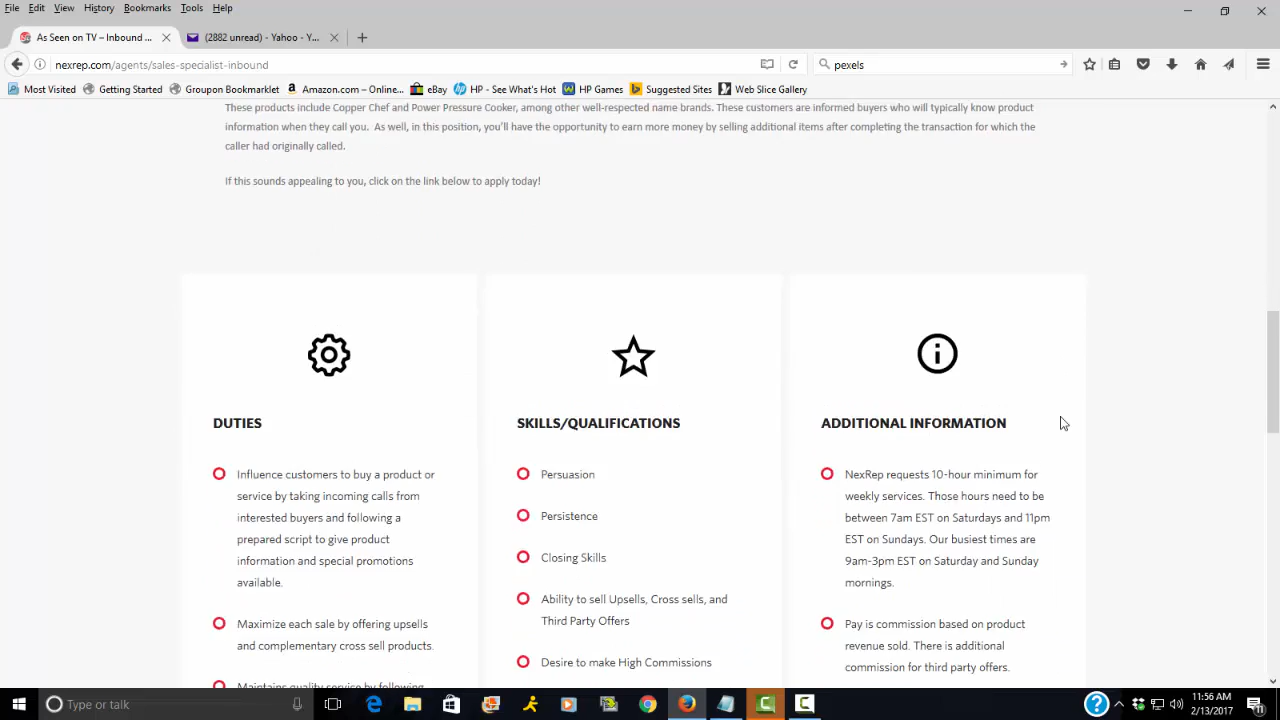 File Edit View History Bookmarks Tools Help
As Seen on TV – Inbound ...
(2882 unread) - Yahoo - Y...
nexrep.com/agents/sales-specialist-inbound
pexels
Most Visited Getting Started Groupon Bookmarklet Amazon.com – Online... eBay HP - See What's Hot HP Games Suggested Sites Web Slice Gallery
These products include Copper Chef and Power Pressure Cooker, among other well-respected name brands. These customers are informed buyers who will typically know product
information when they call you. As well, in this position, you'll have the opportunity to earn more money by selling additional items after completing the transaction for which the
caller had originally called.
If this sounds appealing to you, click on the link below to apply today!
DUTIES
Influence customers to buy a product or
service by taking incoming calls from
interested buyers and following a
prepared script to give product
information and special promotions
available.
Maximize each sale by offering upsells
and complementary cross sell products.
Maintains quality service by following
SKILLS/QUALIFICATIONS
Persuasion
Persistence
Closing Skills
Ability to sell Upsells, Cross sells, and
Third Party Offers
Desire to make High Commissions
ADDITIONAL INFORMATION
NexRep requests 10-hour minimum for
weekly services. Those hours need to be
between 7am EST on Saturdays and 11pm
EST on Sundays. Our busiest times are
9am-3pm EST on Saturday and Sunday
mornings.
Pay is commission based on product
revenue sold. There is additional
commission for third party offers.
Type or talk
11:56 AM
2/13/2017